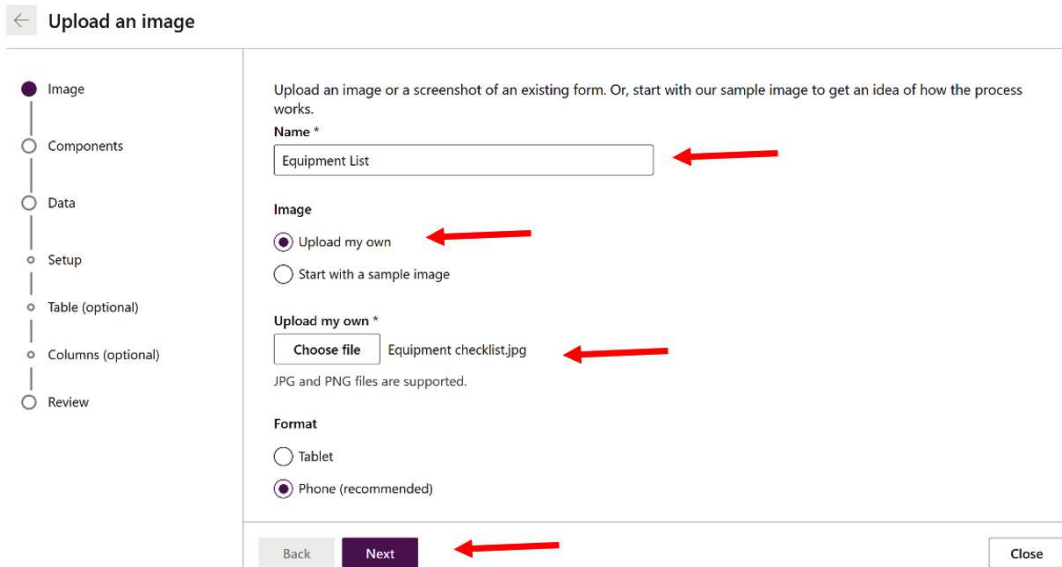 Upload an image
Image
Components
Data
Setup
Table (optional)
Columns (optional)
Review
Upload an image or a screenshot of an existing form. Or, start with our sample image to get an idea of how the process
works.
Name *
Equipment List
Image
Upload my own
Start with a sample image
Upload my own *
Choose file Equipment checklist.jpg
JPG and PNG files are supported.
Format
Tablet
Phone (recommended)
Back Next Close